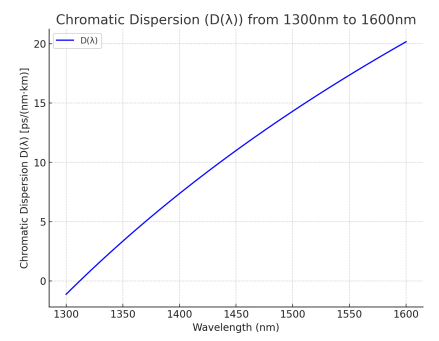 Chromatic Dispersion (D(λ)) from 1300nm to 1600nm
D(λ)
Chromatic Dispersion D(λ) [ps/(nm·km)]
20
15
10
5
0
1300 1350 1400 1450 1500 1550 1600
Wavelength (nm)